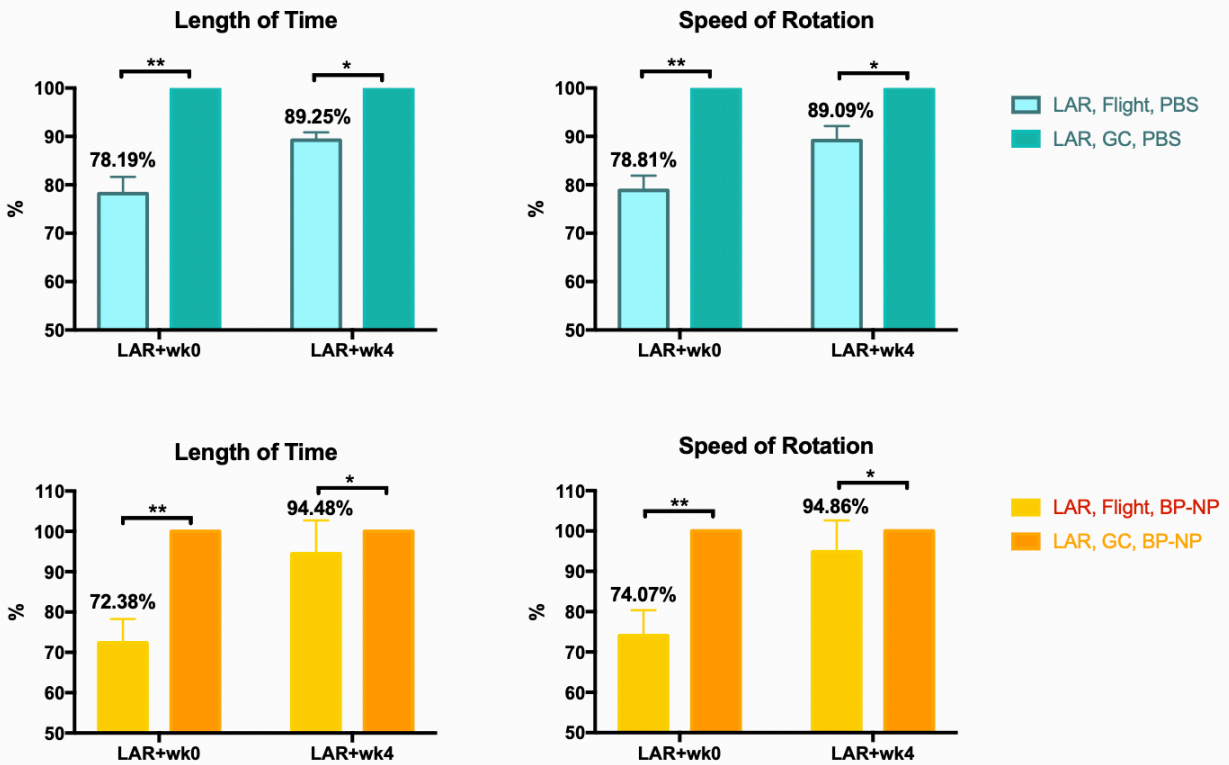 Length of Time
**
*
100
90
80
70
60
50
%
78.19%
89.25%
LAR+wk0
LAR+wk4
Speed of Rotation
**
*
100
90
80
70
60
50
%
78.81%
89.09%
LAR+wk0
LAR+wk4
LAR, Flight, PBS
LAR, GC, PBS
Length of Time
**
*
110
100
90
80
70
60
50
%
72.38%
94.48%
LAR+wk0
LAR+wk4
Speed of Rotation
**
*
110
100
90
80
70
60
50
%
74.07%
94.86%
LAR+wk0
LAR+wk4
LAR, Flight, BP-NP
LAR, GC, BP-NP